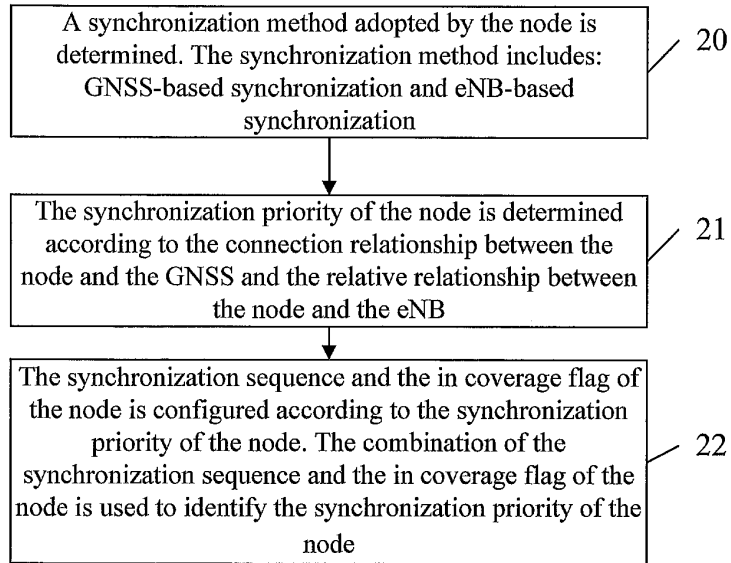 A synchronization method adopted by the node is
determined. The synchronization method includes:
GNSS-based synchronization and eNB-based
synchronization
20
The synchronization priority of the node is determined
according to the connection relationship between the
node and the GNSS and the relative relationship between
the node and the eNB
21
The synchronization sequence and the in coverage flag of
the node is configured according to the synchronization
priority of the node. The combination of the
synchronization sequence and the in coverage flag of the
node is used to identify the synchronization priority of the
node
22